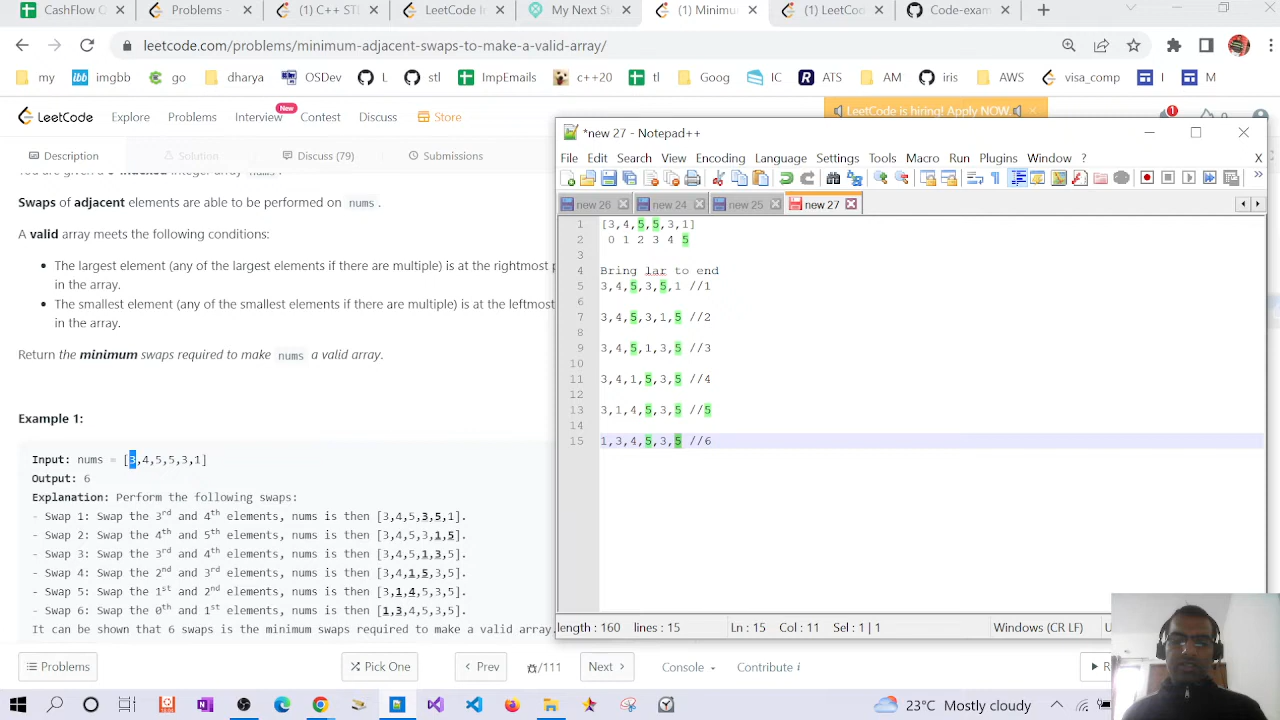 CashFlow Q
Problems -
(1) C++ STL
LeetCode In
My Next St
(1) Minimu
(1) LeetCo
Code-exam
leetcode.com/problems/minimum-adjacent-swaps-to-make-a-valid-array/
my
imgbb
go
dharya
OSDev
L
st
ImpEmails
c++20
tl
Goog
IC
ATS
AM
iris
AWS
visa_comp
I
M
LeetCode is hiring! Apply NOW.
LeetCode
Explore
Problems
Interview
New
Contest
Discuss
Store
1
Description
Solution
Discuss (79)
Submissions
You are given a 0-indexed integer array nums.
Swaps of adjacent elements are able to be performed on nums.
A valid array meets the following conditions:
The largest element (any of the largest elements if there are multiple) is at the rightmost
in the array.
The smallest element (any of the smallest elements if there are multiple) is at the leftmost
in the array.
Return the minimum swaps required to make nums a valid array.
Example 1:
Input: nums = [3,4,5,5,3,1]
Output: 6
Explanation: Perform the following swaps:
- Swap 1: Swap the 3rd and 4th elements, nums is then [3,4,5,3,5,1].
- Swap 2: Swap the 4th and 5th elements, nums is then [3,4,5,3,1,5].
- Swap 3: Swap the 3rd and 4th elements, nums is then [3,4,5,1,3,5].
- Swap 4: Swap the 2nd and 3rd elements, nums is then [3,4,1,5,3,5].
- Swap 5: Swap the 1st and 2nd elements, nums is then [3,1,4,5,3,5].
- Swap 6: Swap the 0th and 1st elements, nums is then [1,3,4,5,3,5].
It can be shown that 6 swaps is the minimum swaps required to make a valid array.
Problems
Pick One
Prev
/111
Next
Console
Contribute i
R
*new 27 - Notepad++
File Edit Search View Encoding Language Settings Tools Macro Run Plugins Window ? X
new 26
new 24
new 25
new 27
1 [3,4,5,5,3,1]
2 0 1 2 3 4 5
3
4 Bring lar to end
5 3,4,5,3,5,1 //1
6
7 3,4,5,3,1,5 //2
8
9 3,4,5,1,3,5 //3
10
11 3,4,1,5,3,5 //4
12
13 3,1,4,5,3,5 //5
14
15 1,3,4,5,3,5 //6
length : 160 lines : 15
Ln : 15 Col : 11 Sel : 1 | 1
Windows (CR LF)
U
23°C Mostly cloudy